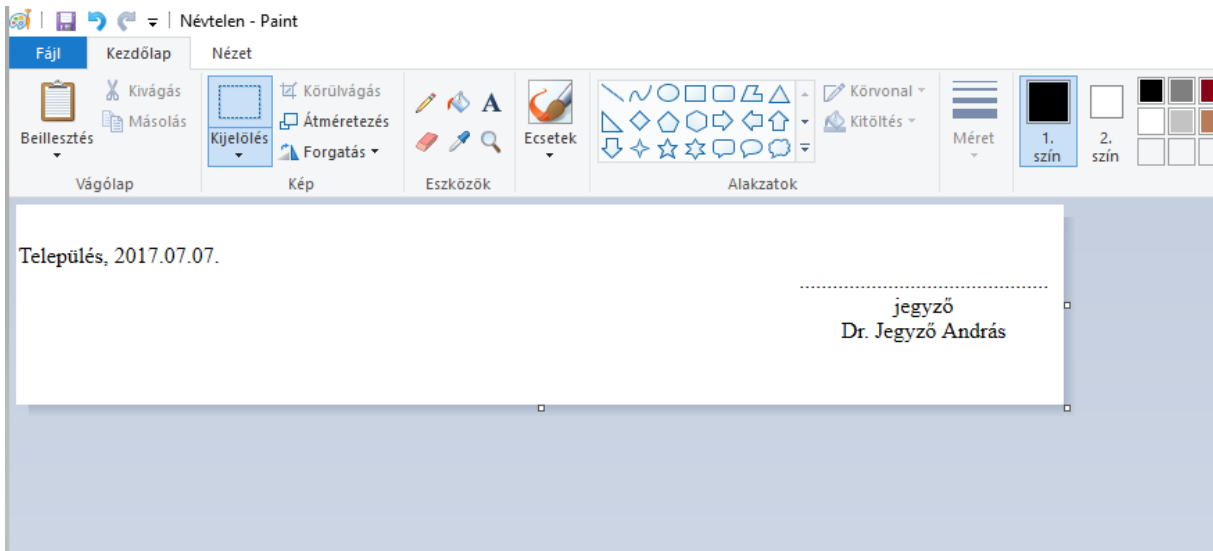 Névtelen - Paint
Fájl Kezdőlap Nézet
Beillesztés
Kivágás
Másolás
Vágólap
Kijelölés
Körülvágás
Átméretezés
Forgatás
Kép
A
Eszközök
Ecsetek
Körvonal
Kitöltés
Alakzatok
Méret
1.
szín
2.
szín
Település, 2017.07.07.
jegyző
Dr. Jegyző András